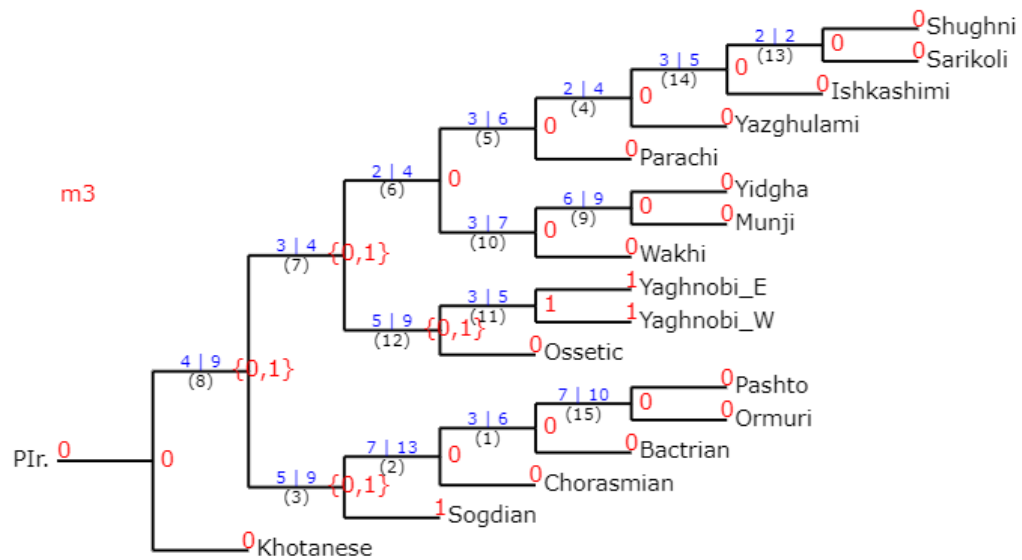 0 Shughni
2 | 2
(13)
0
0 Sarikoli
3 | 5
(14)
0
0 Ishkashimi
2 | 4
(4)
0
0 Yazghulami
3 | 6
(5)
0
0 Parachi
m3
2 | 4
(6)
0
0 Yidgha
6 | 9
(9)
0
0 Munji
3 | 7
(10)
0
0 Wakhi
3 | 4
(7)
{0,1}
1 Yaghnobi_E
3 | 5
(11)
1
1 Yaghnobi_W
5 | 9
(12)
{0,1}
0 Ossetic
4 | 9
(8)
{0,1}
0 Pashto
7 | 10
(15)
0
0 Ormuri
3 | 6
(1)
0
0 Bactrian
7 | 13
(2)
0
0 Chorasmian
PIr. 0
0
5 | 9
(3)
{0,1}
1 Sogdian
0 Khotanese